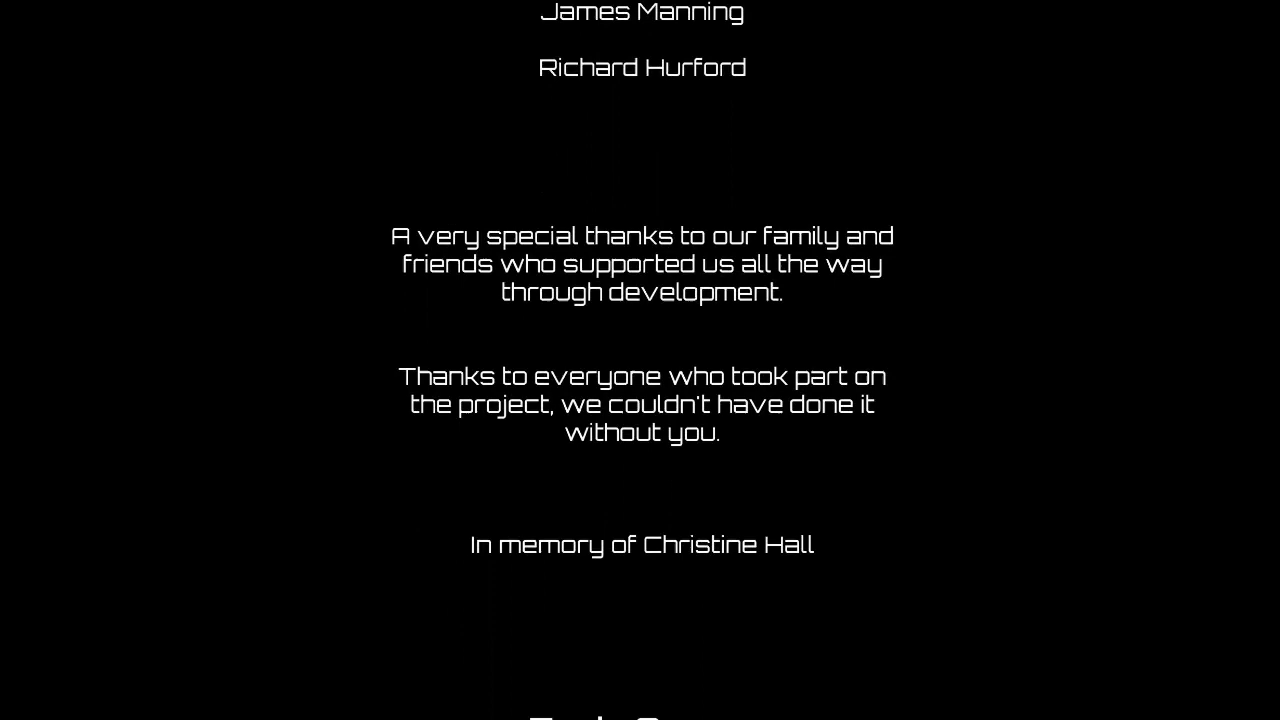 James Manning
Richard Hurford
A very special thanks to our family and
friends who supported us all the way
through development.
Thanks to everyone who took part on
the project, we couldn't have done it
without you.
In memory of Christine Hall